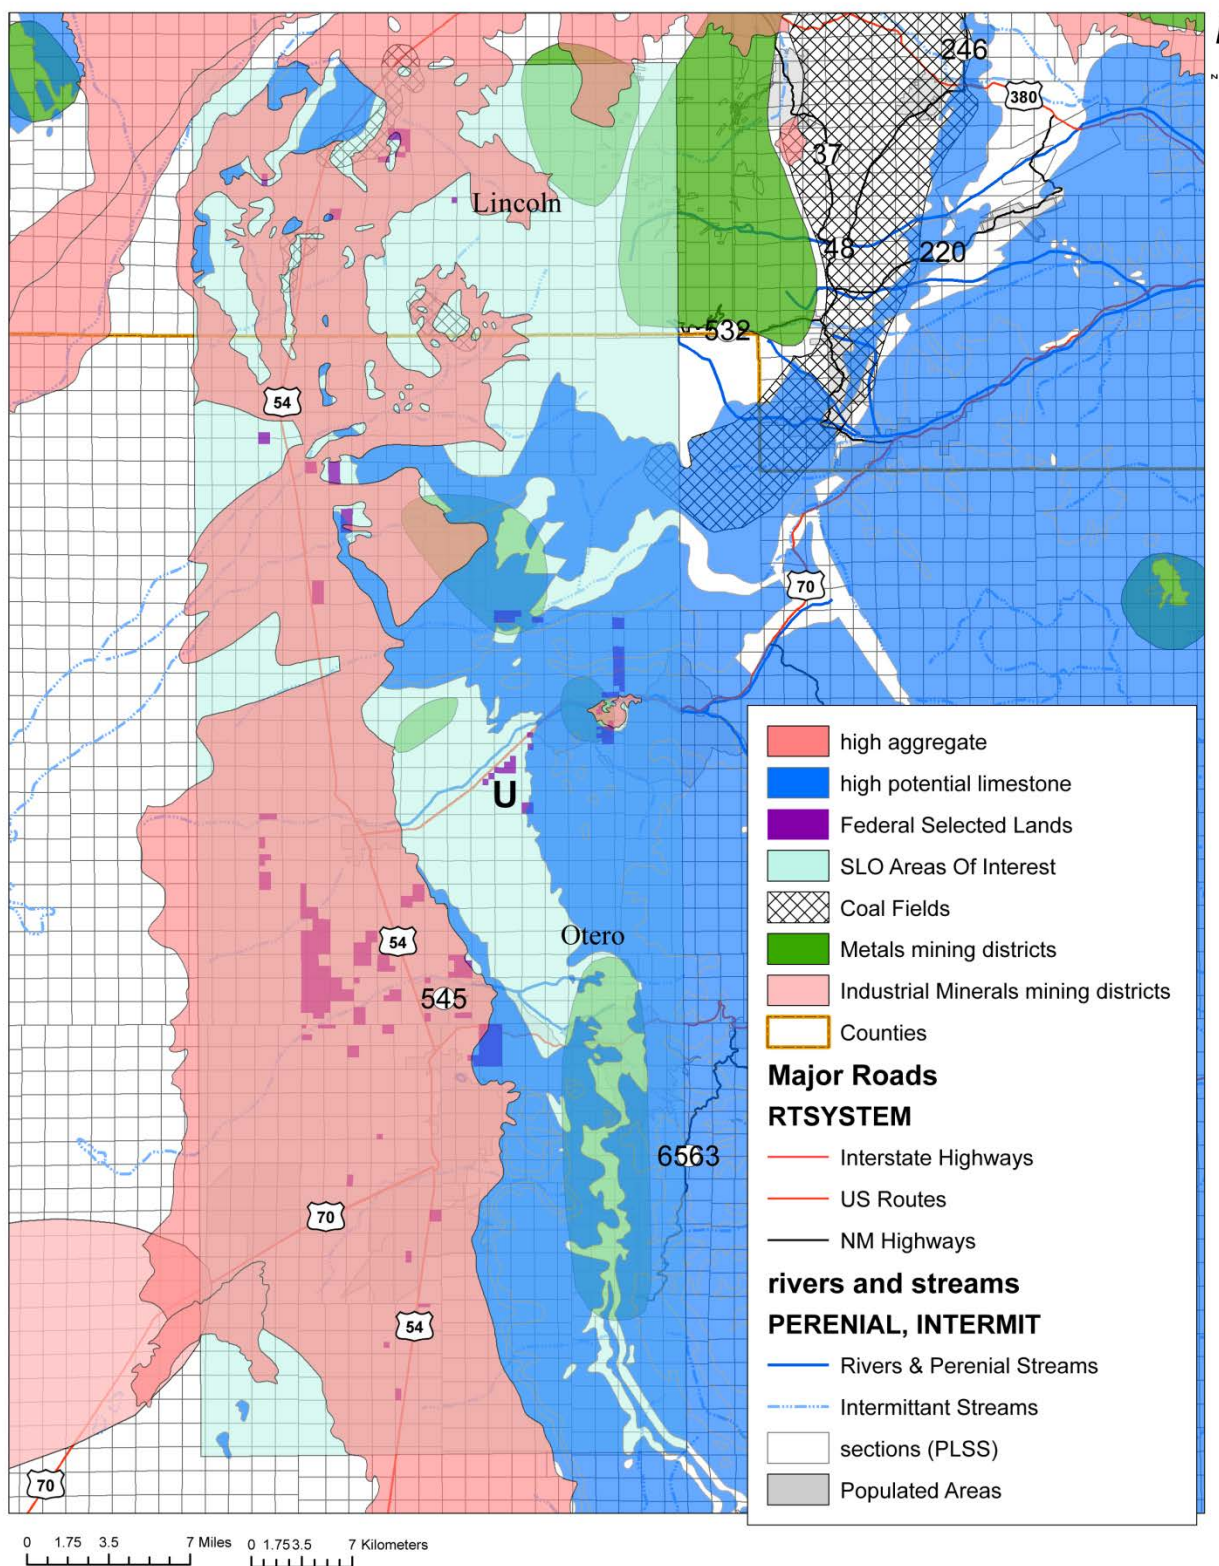 246
z
380
37
Lincoln
48
220
532
54
70
U
Otero
54
545
6563
70
54
70
high aggregate
high potential limestone
Federal Selected Lands
SLO Areas Of Interest
Coal Fields
Metals mining districts
Industrial Minerals mining districts
Counties
Major Roads
RTSYSTEM
Interstate Highways
US Routes
NM Highways
rivers and streams
PERENIAL, INTERMIT
Rivers & Perenial Streams
Intermittant Streams
sections (PLSS)
Populated Areas
0 1.75 3.5 7 Miles
0 1.75 3.5 7 Kilometers